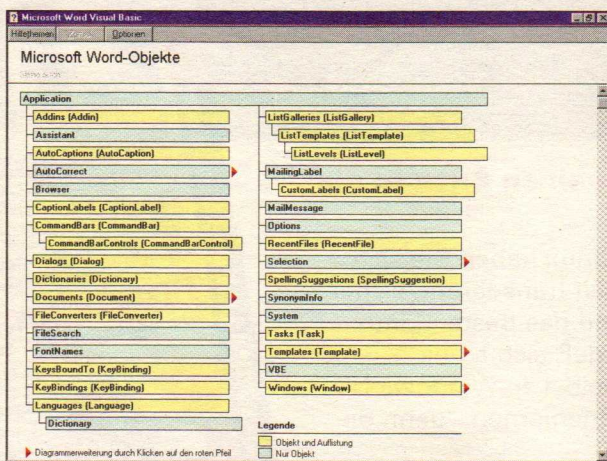 Microsoft Word Visual Basic
Hilfethemen Zurück Optionen
Microsoft Word-Objekte
Siehe auch
Application
Addins (Addin)
Assistant
AutoCaptions (AutoCaption)
AutoCorrect
Browser
CaptionLabels (CaptionLabel)
CommandBars (CommandBar)
CommandBarControls (CommandBarControl)
Dialogs (Dialog)
Dictionaries (Dictionary)
Documents (Document)
FileConverters (FileConverter)
FileSearch
FontNames
KeysBoundTo (KeyBinding)
KeyBindings (KeyBinding)
Languages (Language)
Dictionary
Diagrammerweiterung durch Klicken auf den roten Pfeil
ListGalleries (ListGallery)
ListTemplates (ListTemplate)
ListLevels (ListLevel)
MailingLabel
CustomLabels (CustomLabel)
MailMessage
Options
RecentFiles (RecentFile)
Selection
SpellingSuggestions (SpellingSuggestion)
SynonymInfo
System
Tasks (Task)
Templates (Template)
VBE
Windows (Window)
Legende
Objekt und Auflistung
Nur Objekt